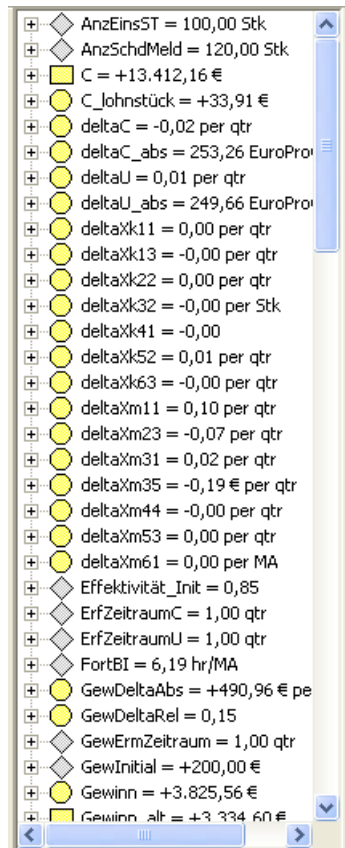 AnzEinsST = 100,00 Stk
AnzSchdMeld = 120,00 Stk
C = +13.412,16 €
C_lohnstück = +33,91 €
deltaC = -0,02 per qtr
deltaC_abs = 253,26 EuroPro
deltaU = 0,01 per qtr
deltaU_abs = 249,66 EuroPro
deltaXk11 = 0,00 per qtr
deltaXk13 = -0,00 per qtr
deltaXk22 = 0,00 per qtr
deltaXk32 = -0,00 per Stk
deltaXk41 = -0,00
deltaXk52 = 0,01 per qtr
deltaXk63 = -0,00 per qtr
deltaXm11 = 0,10 per qtr
deltaXm23 = -0,07 per qtr
deltaXm31 = 0,02 per qtr
deltaXm35 = -0,19 € per qtr
deltaXm44 = -0,00 per qtr
deltaXm53 = 0,00 per qtr
deltaXm61 = 0,00 per MA
Effektivität_Init = 0,85
ErfZeitraumC = 1,00 qtr
ErfZeitraumU = 1,00 qtr
FortBI = 6,19 hr/MA
GewDeltaAbs = +490,96 € pe
GewDeltaRel = 0,15
GewErmZeitraum = 1,00 qtr
GewInitial = +200,00 €
Gewinn = +3.825,56 €
Gewinn_alt = +3.334,60 €